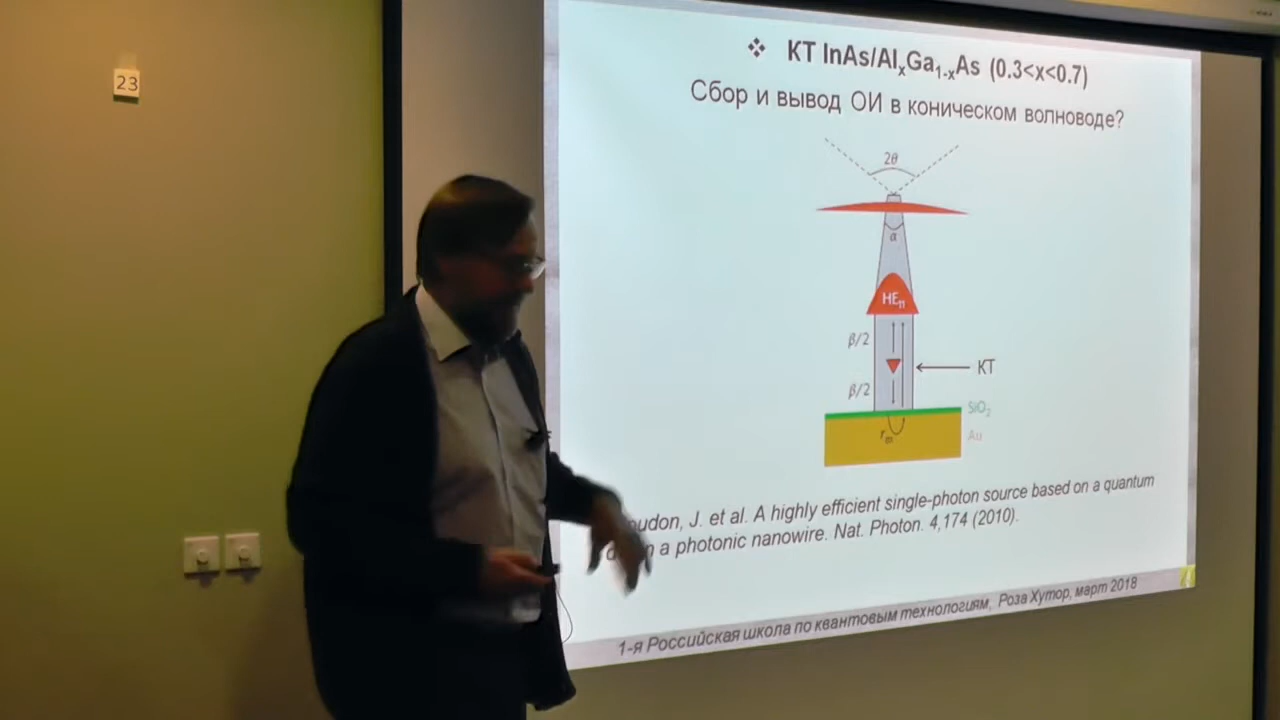 23
❖ КТ InAs/AlxGa1-xAs (0.3<x<0.7)
Сбор и вывод ОИ в коническом волноводе?
2θ
α
HE11
β/2
КТ
β/2
SiO2
rm
Au
J. et al. A highly efficient single-photon source based on a quantum
a photonic nanowire. Nat. Photon. 4,174 (2010).
1-я Российская школа по квантовым технологиям, Роза Хутор, март 2018